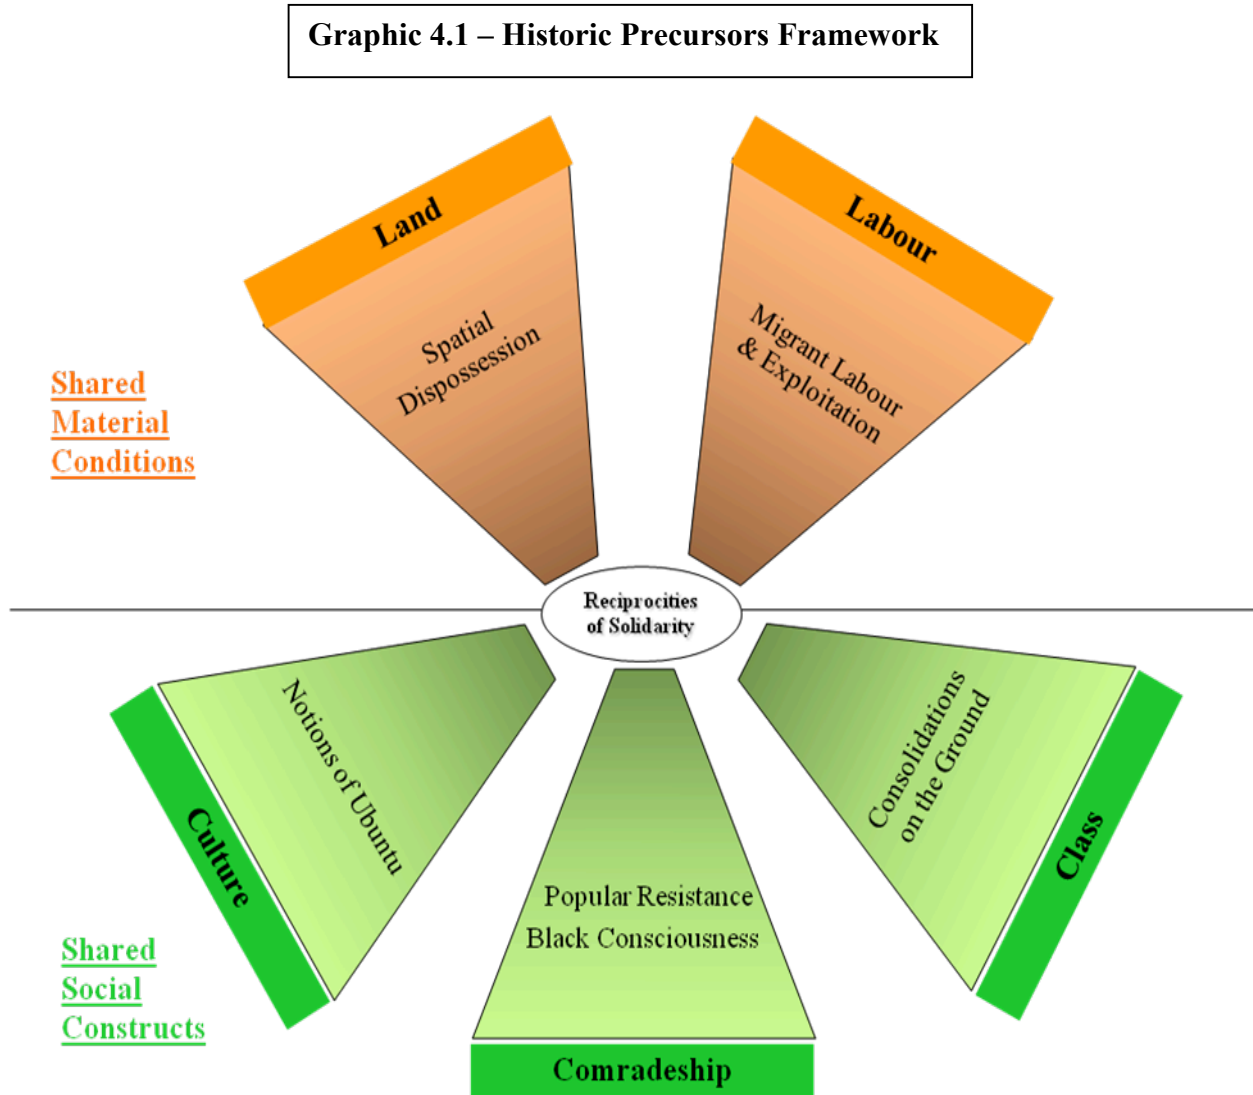 Graphic 4.1 – Historic Precursors Framework
Land
Labour
Spatial
Dispossession
Migrant Labour
& Exploitation
Shared
Material
Conditions
Reciprocities
of Solidarity
Notions of Ubuntu
Consolidations
on the Ground
Culture
Class
Popular Resistance
Black Consciousness
Shared
Social
Constructs
Comradeship